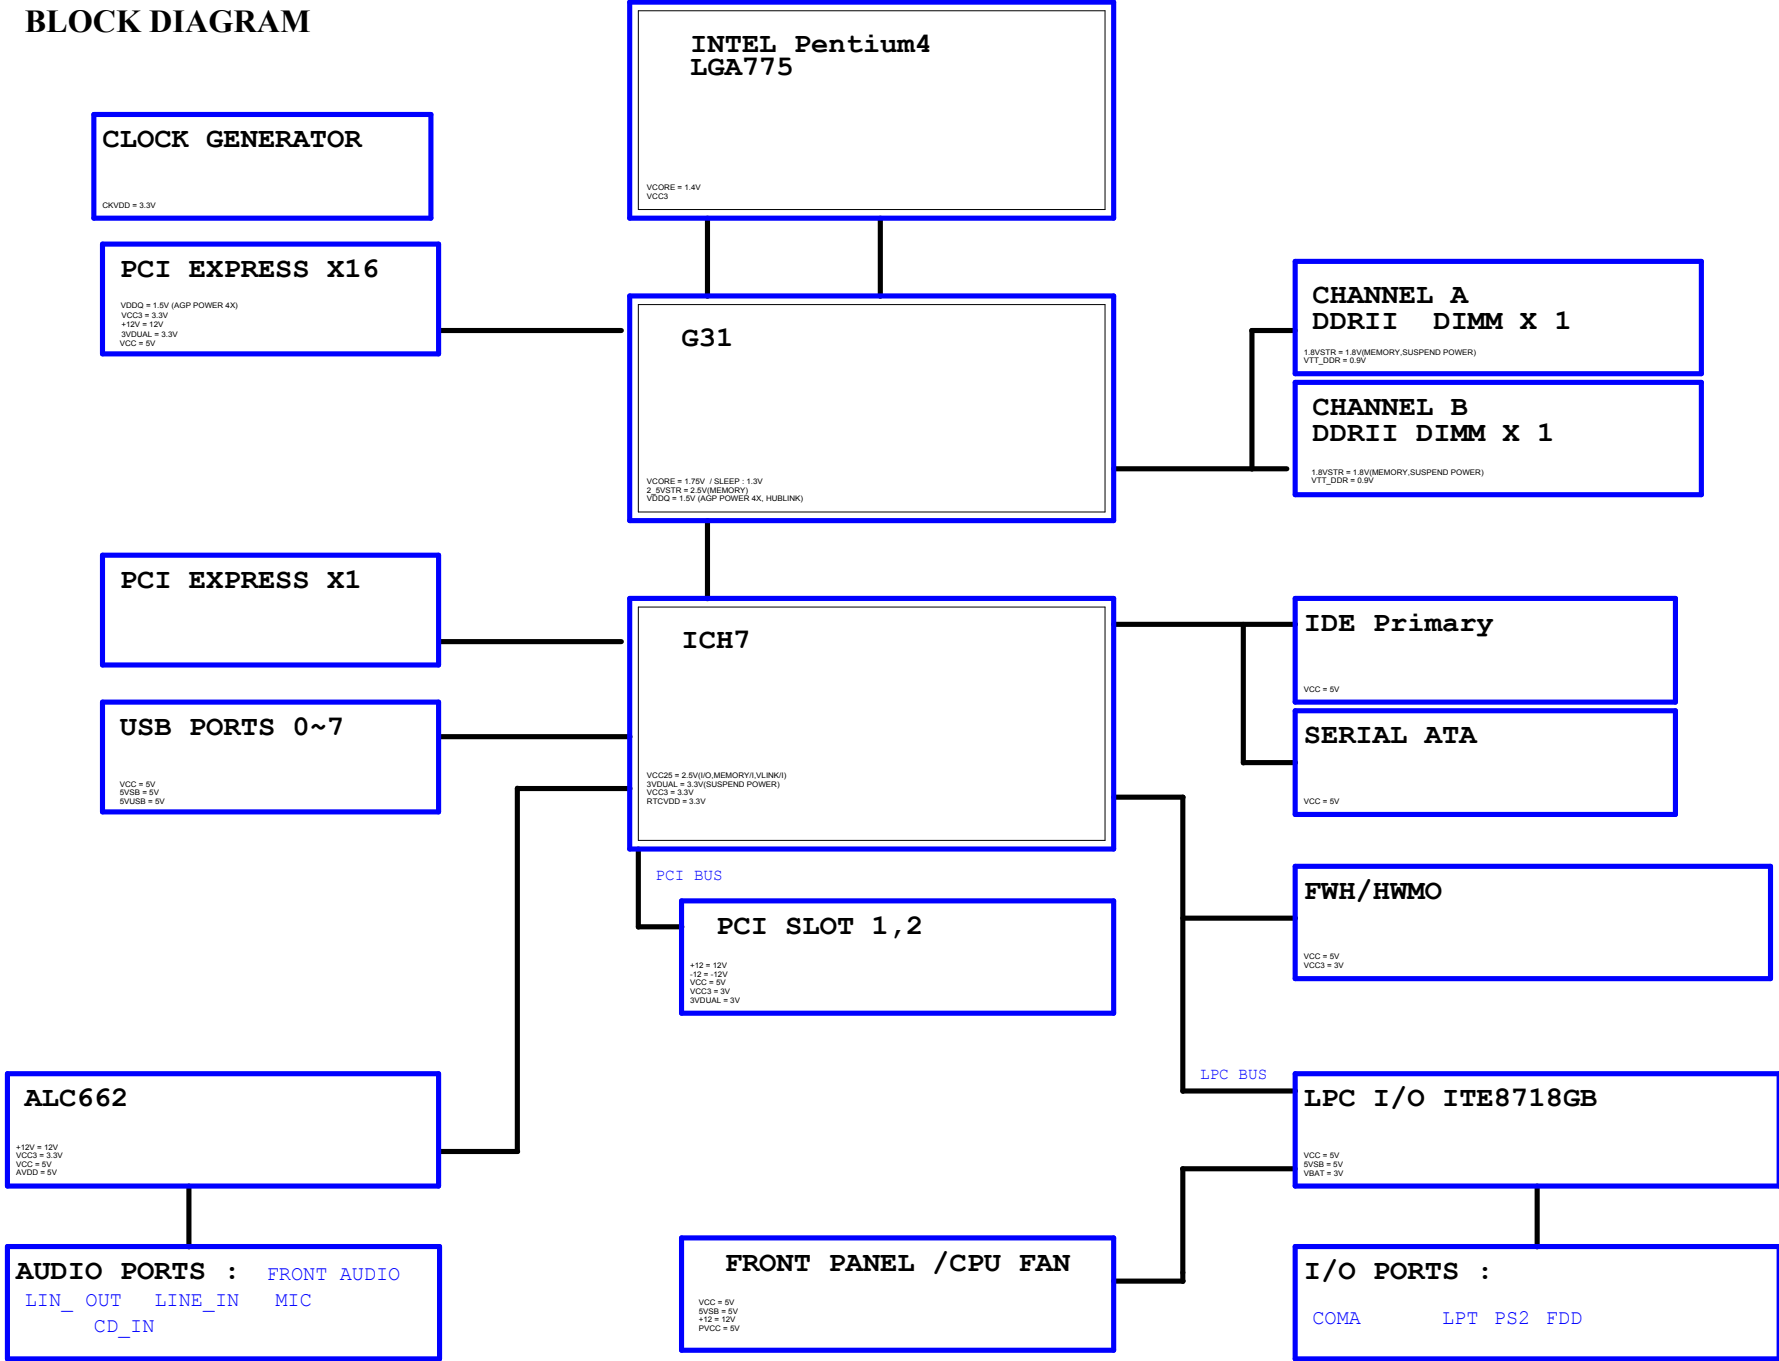 BLOCK DIAGRAM
INTEL Pentium4
LGA775
VCORE = 1.4V
VCC3
CLOCK GENERATOR
CKVDD = 3.3V
PCI EXPRESS X16
VDDQ = 1.5V (AGP POWER 4X)
VCC3 = 3.3V
+12V = 12V
3VDUAL = 3.3V
VCC = 5V
G31
VCORE = 1.75V / SLEEP : 1.3V
2_5VSTR = 2.5V(MEMORY)
VDDQ = 1.5V (AGP POWER 4X, HUBLINK)
CHANNEL A
DDRII DIMM X 1
1.8VSTR = 1.8V(MEMORY,SUSPEND POWER)
VTT_DDR = 0.9V
CHANNEL B
DDRII DIMM X 1
1.8VSTR = 1.8V(MEMORY,SUSPEND POWER)
VTT_DDR = 0.9V
PCI EXPRESS X1
ICH7
VCC25 = 2.5V(I/O,MEMORY/I,VLINK/I)
3VDUAL = 3.3V(SUSPEND POWER)
VCC3 = 3.3V
RTCVDD = 3.3V
IDE Primary
VCC = 5V
USB PORTS 0~7
VCC = 5V
5VSB = 5V
5VUSB = 5V
SERIAL ATA
VCC = 5V
PCI BUS
PCI SLOT 1,2
+12 = 12V
-12 = -12V
VCC = 5V
VCC3 = 3V
3VDUAL = 3V
FWH/HWMO
VCC = 5V
VCC3 = 3V
ALC662
+12V = 12V
VCC3 = 3.3V
VCC = 5V
AVDD = 5V
LPC BUS
LPC I/O ITE8718GB
VCC = 5V
5VSB = 5V
VBAT = 3V
AUDIO PORTS : FRONT AUDIO
LIN_ OUT LINE_IN MIC
CD_IN
FRONT PANEL /CPU FAN
VCC = 5V
5VSB = 5V
+12 = 12V
PVCC = 5V
I/O PORTS :
COMA LPT PS2 FDD